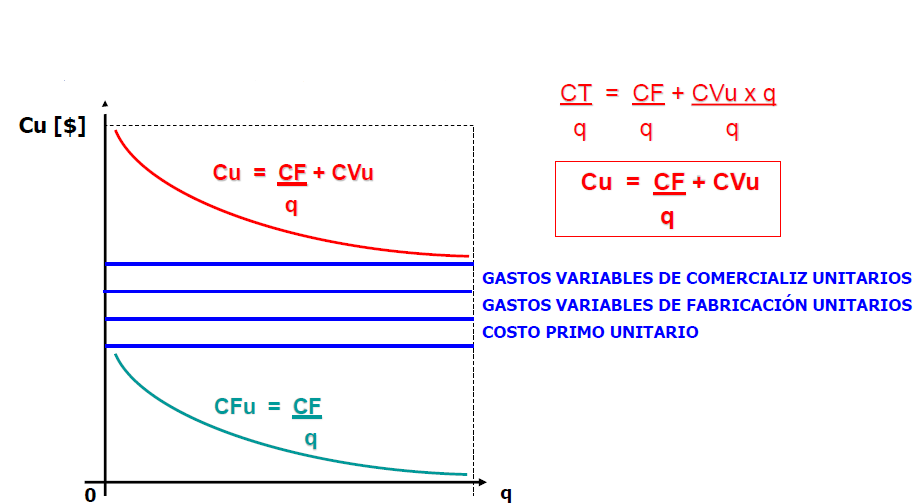 CT = CF + CVu x q
q q q
Cu [$]
Cu = CF + CVu
q
Cu = CF + CVu
q
GASTOS VARIABLES DE COMERCIALIZ UNITARIOS
GASTOS VARIABLES DE FABRICACIÓN UNITARIOS
COSTO PRIMO UNITARIO
CFu = CF
q
0
q